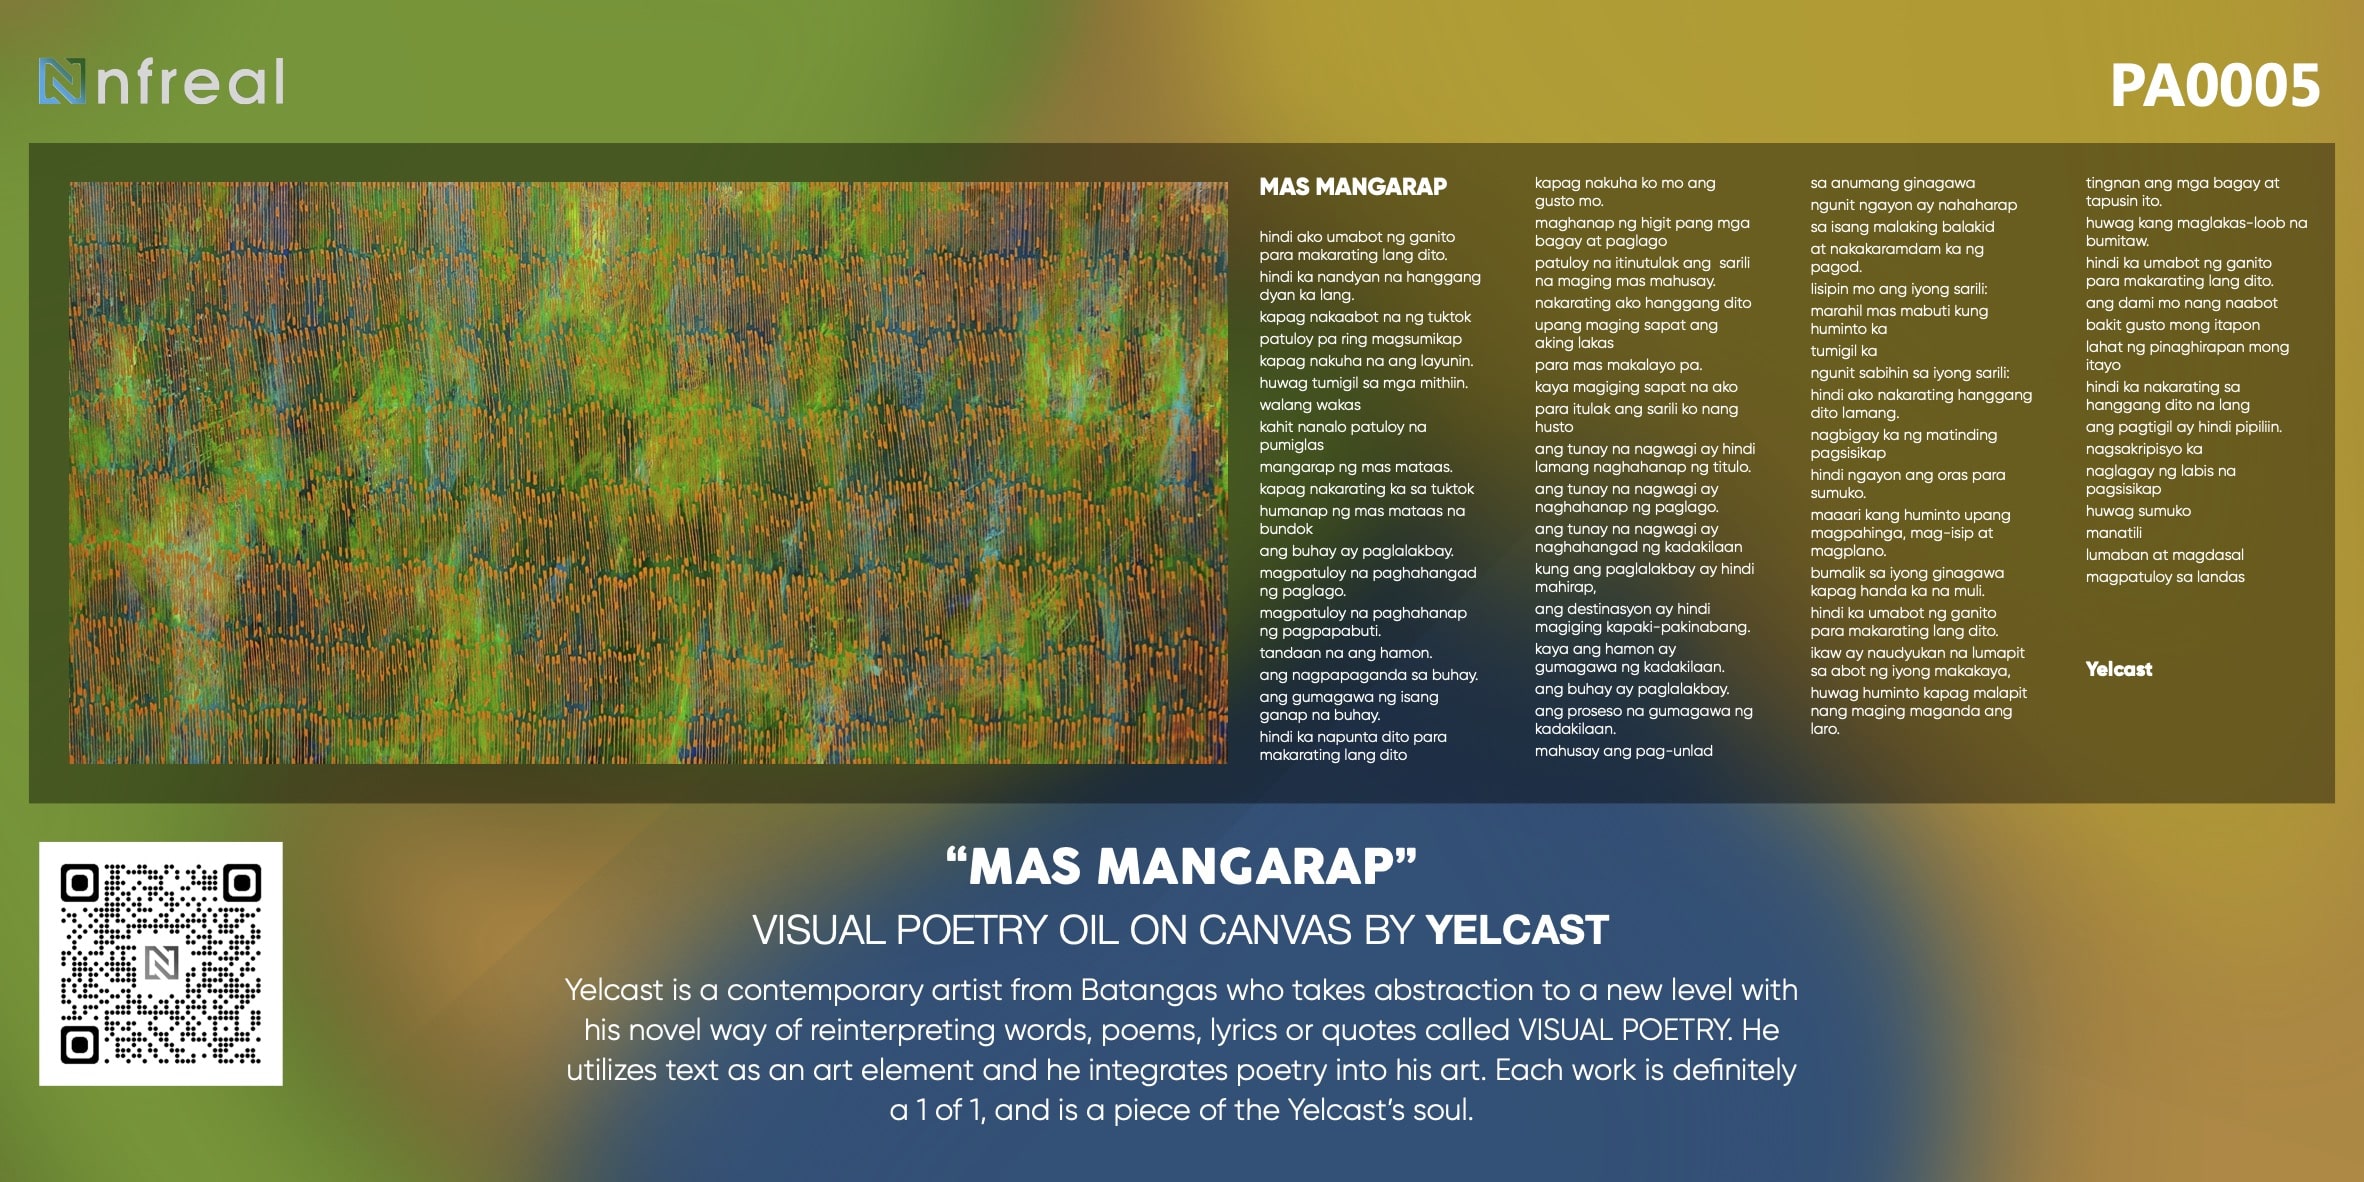 nfreal
PA0005
MAS MANGARAP
hindi ako umabot ng ganito
para makarating lang dito.
hindi ka nandyan na hanggang
dyan ka lang.
kapag nakaabot na ng tuktok
patuloy pa ring magsumikap
kapag nakuha na ang layunin.
huwag tumigil sa mga mithiin.
walang wakas
kahit nanalo patuloy na
pumiglas
mangarap ng mas mataas.
kapag nakarating ka sa tuktok
humanap ng mas mataas na
bundok
ang buhay ay paglalakbay.
magpatuloy na paghahangad
ng paglago.
magpatuloy na paghahanap
ng pagpapabuti.
tandaan na ang hamon.
ang nagpapaganda sa buhay.
ang gumagawa ng isang
ganap na buhay.
hindi ka napunta dito para
makarating lang dito
kapag nakuha ko mo ang
gusto mo.
maghanap ng higit pang mga
bagay at paglago
patuloy na itinutulak ang  sarili
na maging mas mahusay.
nakarating ako hanggang dito
upang maging sapat ang
aking lakas
para mas makalayo pa.
kaya magiging sapat na ako
para itulak ang sarili ko nang
husto
ang tunay na nagwagi ay hindi
lamang naghahanap ng titulo.
ang tunay na nagwagi ay
naghahanap ng paglago.
ang tunay na nagwagi ay
naghahangad ng kadakilaan
kung ang paglalakbay ay hindi
mahirap,
ang destinasyon ay hindi
magiging kapaki-pakinabang.
kaya ang hamon ay
gumagawa ng kadakilaan.
ang buhay ay paglalakbay.
ang proseso na gumagawa ng
kadakilaan.
mahusay ang pag-unlad
sa anumang ginagawa
ngunit ngayon ay nahaharap
sa isang malaking balakid
at nakakaramdam ka ng
pagod.
Iisipin mo ang iyong sarili:
marahil mas mabuti kung
huminto ka
tumigil ka
ngunit sabihin sa iyong sarili:
hindi ako nakarating hanggang
dito lamang.
nagbigay ka ng matinding
pagsisikap
hindi ngayon ang oras para
sumuko.
maaari kang huminto upang
magpahinga, mag-isip at
magplano.
bumalik sa iyong ginagawa
kapag handa ka na muli.
hindi ka umabot ng ganito
para makarating lang dito.
ikaw ay naudyukan na lumapit
sa abot ng iyong makakaya,
huwag huminto kapag malapit
nang maging maganda ang
laro.
tingnan ang mga bagay at
tapusin ito.
huwag kang maglakas-loob na
bumitaw.
hindi ka umabot ng ganito
para makarating lang dito.
ang dami mo nang naabot
bakit gusto mong itapon
lahat ng pinaghirapan mong
itayo
hindi ka nakarating sa
hanggang dito na lang
ang pagtigil ay hindi pipiliin.
nagsakripisyo ka
naglagay ng labis na
pagsisikap
huwag sumuko
manatili
lumaban at magdasal
magpatuloy sa landas
Yelcast
“MAS MANGARAP”
VISUAL POETRY OIL ON CANVAS BY YELCAST
Yelcast is a contemporary artist from Batangas who takes abstraction to a new level with
his novel way of reinterpreting words, poems, lyrics or quotes called VISUAL POETRY. He
utilizes text as an art element and he integrates poetry into his art. Each work is definitely
a 1 of 1, and is a piece of the Yelcast’s soul.